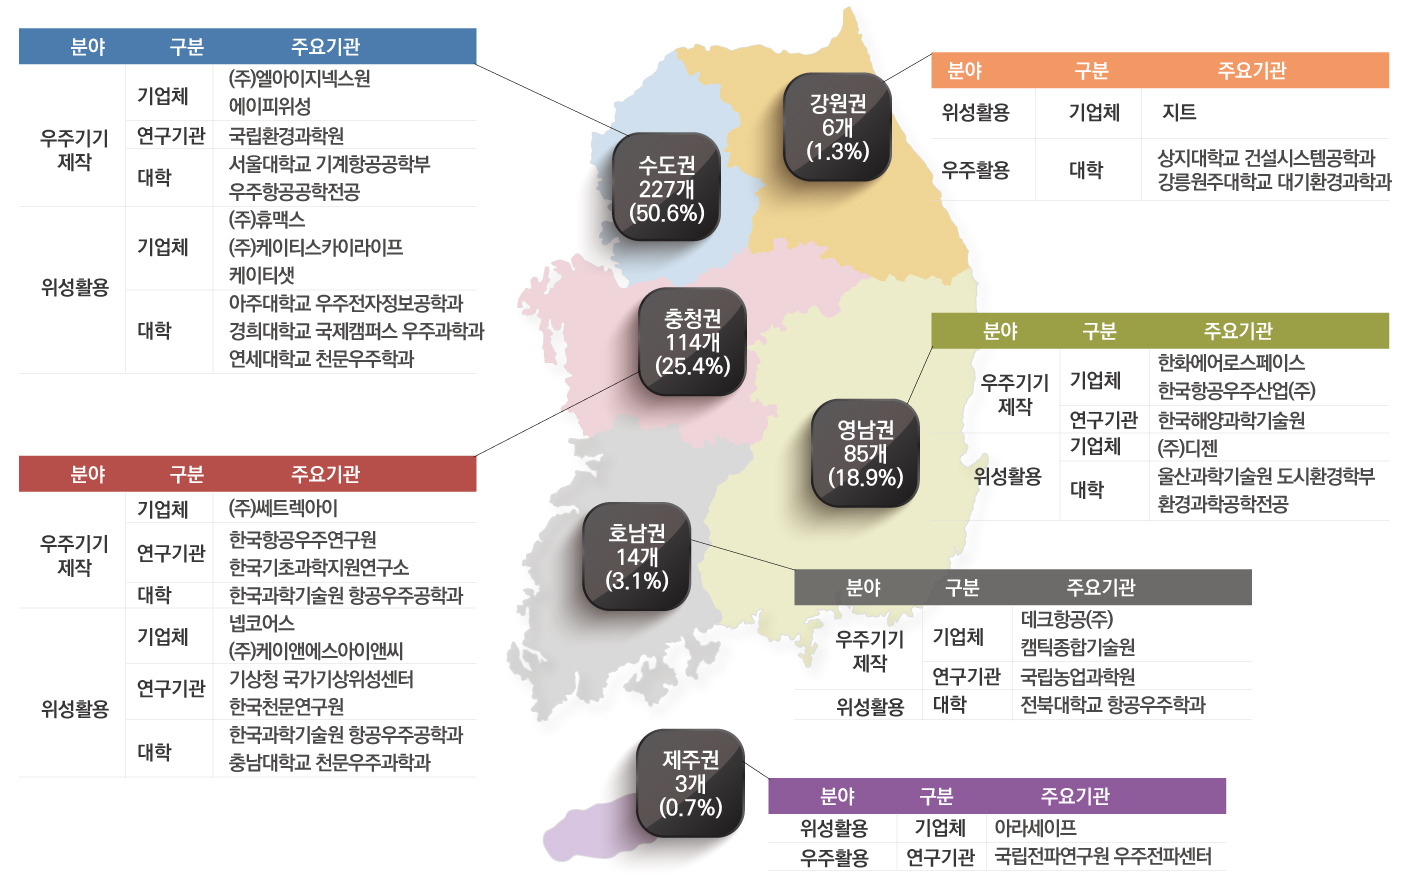 분야 구분 주요기관
우주기기
제작
기업체
(주)엘아이지넥스원
에이피위성
연구기관 국립환경과학원
대학
서울대학교 기계항공공학부
우주항공공학전공
위성활용
기업체
(주)휴맥스
(주)케이티스카이라이프
케이티샛
대학
아주대학교 우주전자정보공학과
경희대학교 국제캠퍼스 우주과학과
연세대학교 천문우주학과
수도권
227개
(50.6%)
강원권
6개
(1.3%)
분야 구분 주요기관
위성활용 기업체 지트
우주활용 대학
상지대학교 건설시스템공학과
강릉원주대학교 대기환경과학과
충청권
114개
(25.4%)
분야 구분 주요기관
우주기기
제작
기업체 (주)쎄트렉아이
연구기관
한국항공우주연구원
한국기초과학지원연구소
대학 한국과학기술원 항공우주공학과
위성활용
기업체
넵코어스
(주)케이앤에스아이앤씨
연구기관
기상청 국가기상위성센터
한국천문연구원
대학
한국과학기술원 항공우주공학과
충남대학교 천문우주과학과
영남권
85개
(18.9%)
분야 구분 주요기관
우주기기
제작
기업체
한화에어로스페이스
한국항공우주산업(주)
연구기관 한국해양과학기술원
위성활용
기업체 (주)디젠
대학
울산과학기술원 도시환경학부
환경과학공학전공
호남권
14개
(3.1%)
분야 구분 주요기관
우주기기
제작
기업체
데크항공(주)
캠틱종합기술원
연구기관 국립농업과학원
위성활용 대학 전북대학교 항공우주학과
제주권
3개
(0.7%)
분야 구분 주요기관
위성활용 기업체 아라세이프
우주활용 연구기관 국립전파연구원 우주전파센터